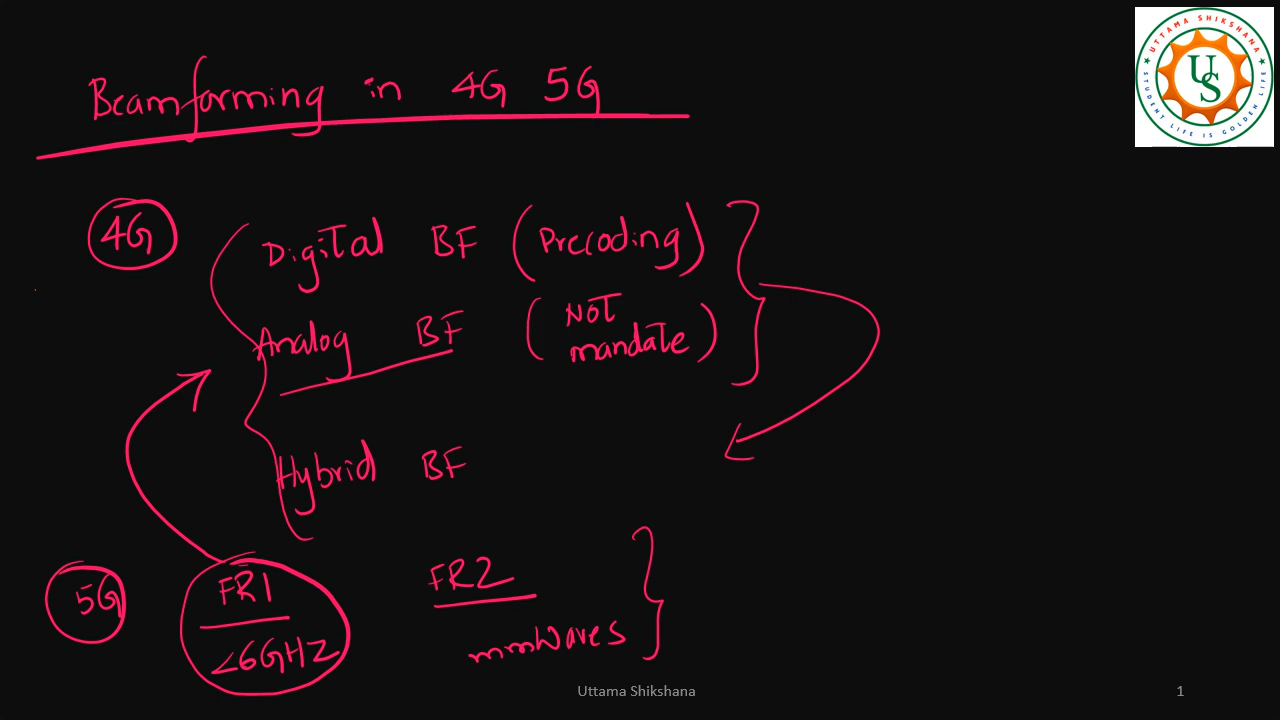 Beamforming in 4G 5G
UTTAMA SHIKSHANA
US
STUDENT LIFE IS GOLDEN LIFE
4G
Digital BF (Precoding)
Analog BF (NOT
mandate)
Hybrid BF
5G
FR1
<6GHZ
FR2
mmWaves
Uttama Shikshana
1